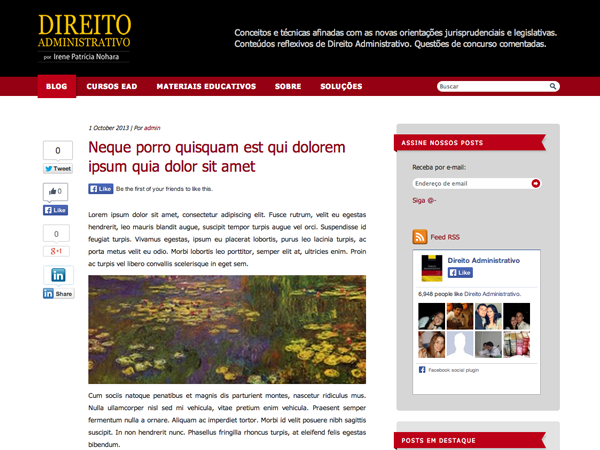 DIREITO
ADMINISTRATIVO
por Irene Patrícia Nohara
Conceitos e técnicas afinadas com as novas orientações jurisprudenciais e legislativas.
Conteúdos reflexivos de Direito Administrativo. Questões de concurso comentadas.
BLOG CURSOS EAD MATERIAIS EDUCATIVOS SOBRE SOLUÇÕES
Buscar
1 October 2013 | Por admin
Neque porro quisquam est qui dolorem
ipsum quia dolor sit amet
Like Be the first of your friends to like this.
0
Tweet
0
Like
0
+1
in
in Share
Lorem ipsum dolor sit amet, consectetur adipiscing elit. Fusce rutrum, velit eu egestas
hendrerit, leo mauris blandit augue, suscipit tempor turpis augue vel orci. Suspendisse id
feugiat turpis. Vivamus egestas, ipsum eu placerat lobortis, purus leo lacinia turpis, ac
porta metus velit eu odio. Morbi lobortis leo porttitor, semper elit at, ultricies enim. Proin
ac turpis vel libero convallis scelerisque in eget sem.
Cum sociis natoque penatibus et magnis dis parturient montes, nascetur ridiculus mus.
Nulla ullamcorper nisl sed mi vehicula, vitae pretium enim vehicula. Praesent semper
fermentum nulla a ornare. Aliquam ac imperdiet tortor. Morbi id velit posuere nibh sagittis
suscipit. In non hendrerit nunc. Phasellus fringilla rhoncus turpis, at eleifend felis egestas
bibendum.
ASSINE NOSSOS POSTS
Receba por e-mail:
Endereço de email
Siga @-
Feed RSS
Direito Administrativo
Like
6,948 people like Direito Administrativo.
Facebook social plugin
POSTS EM DESTAQUE